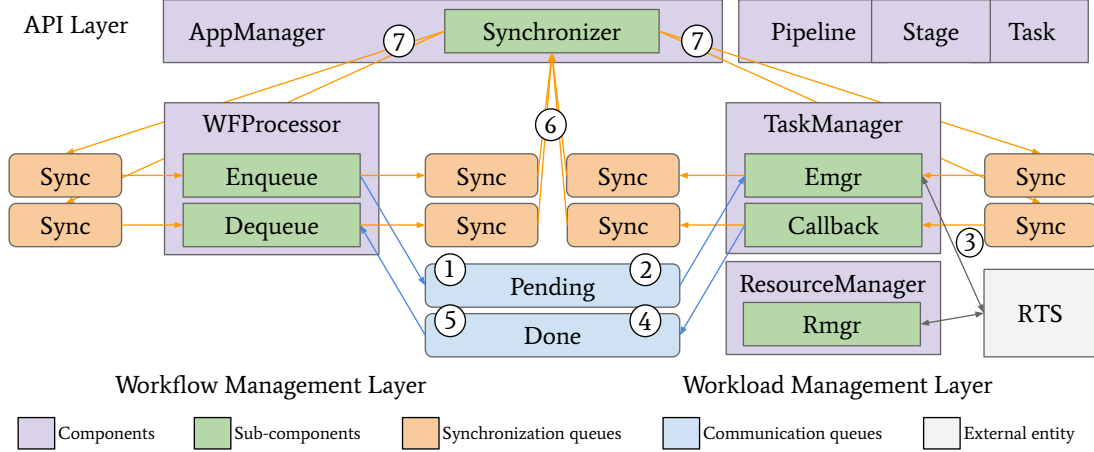 API Layer
AppManager
Synchronizer
Pipeline
Stage
Task
7
7
WFProcessor
6
TaskManager
Sync
Enqueue
Sync
Sync
Emgr
Sync
Sync
Dequeue
Sync
Sync
Callback
Sync
3
1
Pending
2
ResourceManager
5
Done
4
Rmgr
RTS
Workflow Management Layer
Workload Management Layer
Components
Sub-components
Synchronization queues
Communication queues
External entity